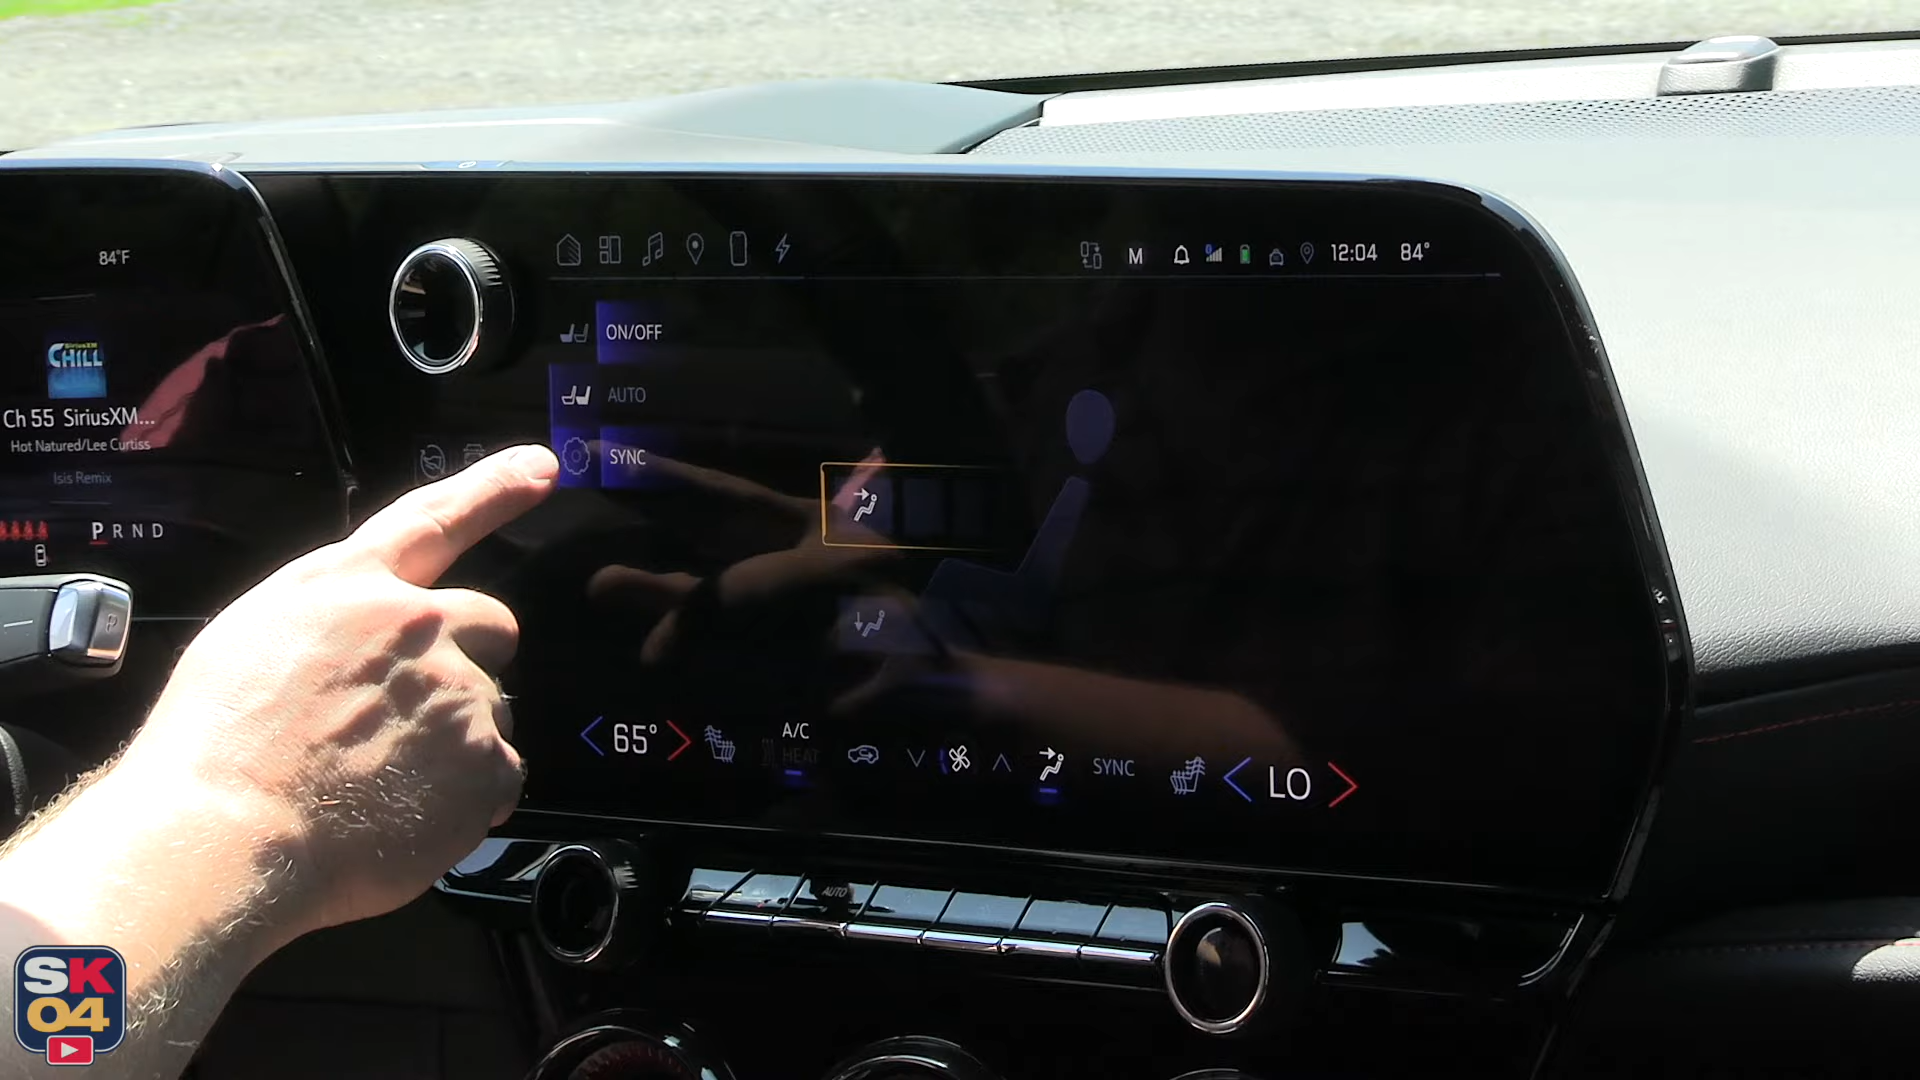 84°F
SiriusXM
CHILL
Ch 55 SiriusXM...
Hot Natured/Lee Curtiss
Isis Remix
P R N D
P
M
12:04
84°
ON/OFF
AUTO
SYNC
65°
A/C
HEAT
SYNC
LO
AUTO
SK
04